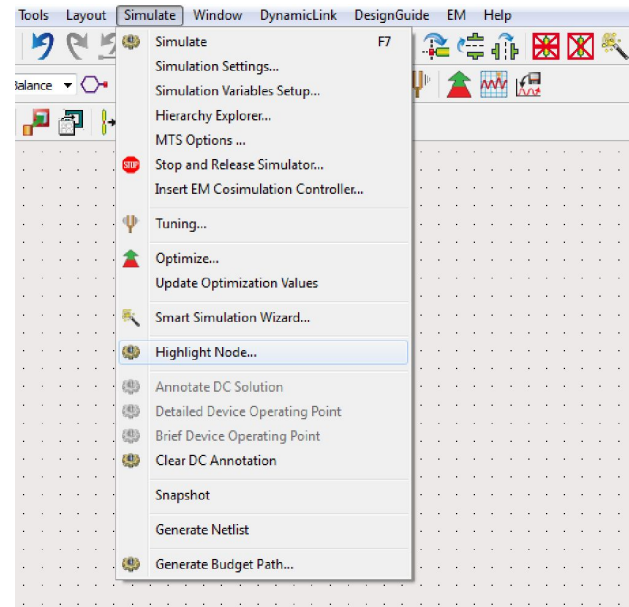 Tools Layout Simulate Window DynamicLink DesignGuide EM Help
Balance
Simulate F7
Simulation Settings...
Simulation Variables Setup...
Hierarchy Explorer...
MTS Options ...
STOP Stop and Release Simulator...
Insert EM Cosimulation Controller...
Tuning...
Optimize...
Update Optimization Values
Smart Simulation Wizard...
Highlight Node...
Annotate DC Solution
Detailed Device Operating Point
Brief Device Operating Point
Clear DC Annotation
Snapshot
Generate Netlist
Generate Budget Path...